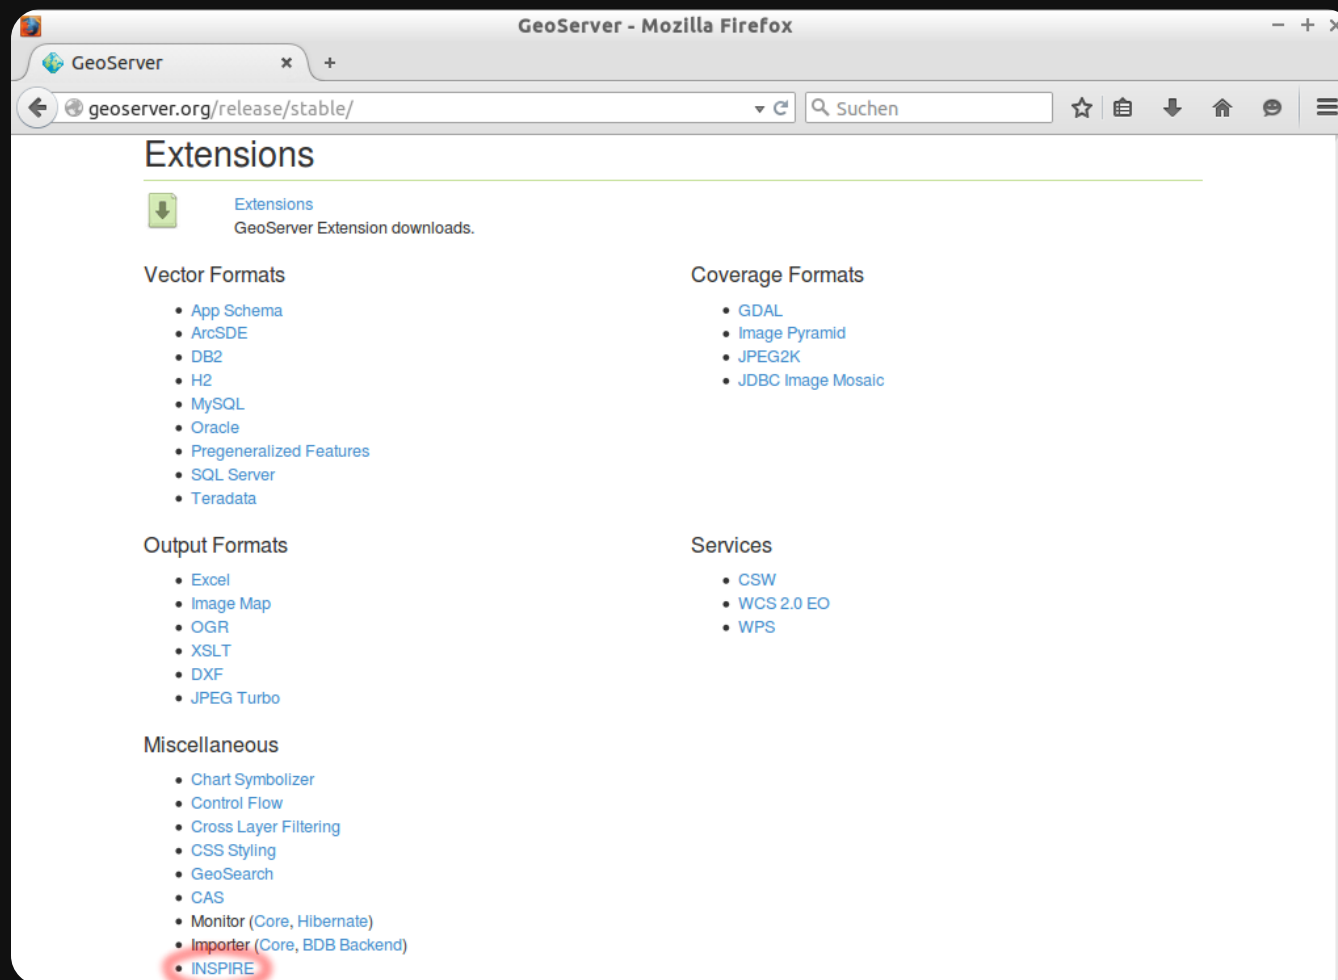 GeoServer - Mozilla Firefox
GeoServer
geoserver.org/release/stable/
Suchen
Extensions
Extensions
GeoServer Extension downloads.
Vector Formats
App Schema
ArcSDE
DB2
H2
MySQL
Oracle
Pregeneralized Features
SQL Server
Teradata
Coverage Formats
GDAL
Image Pyramid
JPEG2K
JDBC Image Mosaic
Output Formats
Excel
Image Map
OGR
XSLT
DXF
JPEG Turbo
Services
CSW
WCS 2.0 EO
WPS
Miscellaneous
Chart Symbolizer
Control Flow
Cross Layer Filtering
CSS Styling
GeoSearch
CAS
Monitor (Core, Hibernate)
Importer (Core, BDB Backend)
INSPIRE